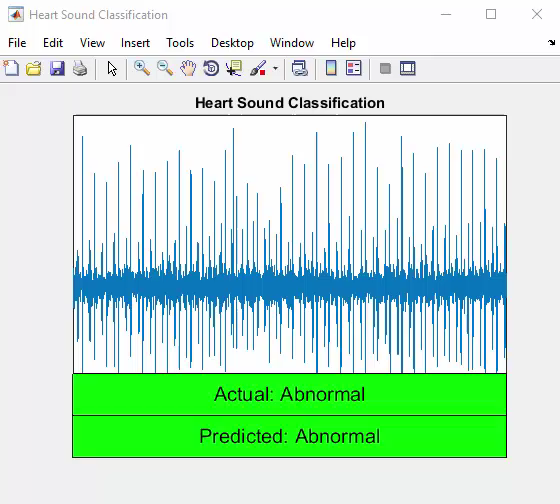 Heart Sound Classification
File Edit View Insert Tools Desktop Window Help
Heart Sound Classification
Actual: Abnormal
Predicted: Abnormal